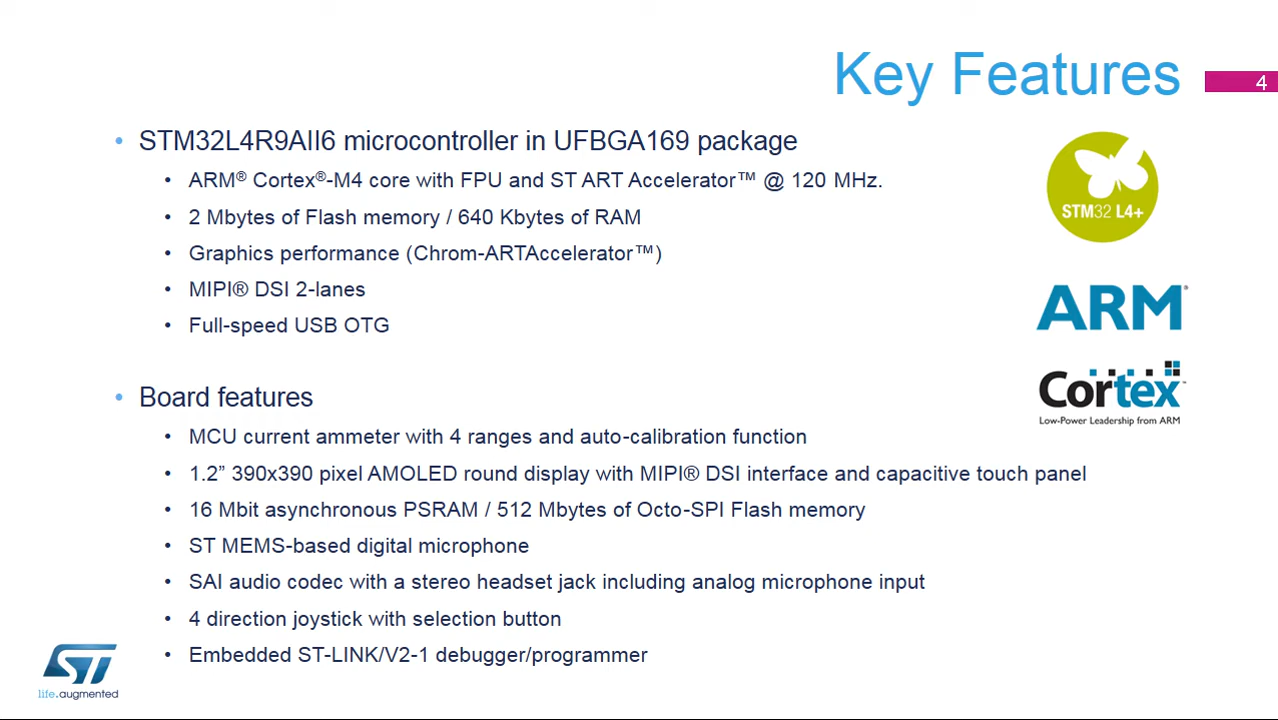 Key Features
4
• STM32L4R9AII6 microcontroller in UFBGA169 package
• ARM® Cortex®-M4 core with FPU and ST ART Accelerator™ @ 120 MHz.
• 2 Mbytes of Flash memory / 640 Kbytes of RAM
• Graphics performance (Chrom-ARTAccelerator™)
• MIPI® DSI 2-lanes
• Full-speed USB OTG
STM32 L4+
ARM®
Cortex™
Low-Power Leadership from ARM
• Board features
• MCU current ammeter with 4 ranges and auto-calibration function
• 1.2” 390x390 pixel AMOLED round display with MIPI® DSI interface and capacitive touch panel
• 16 Mbit asynchronous PSRAM / 512 Mbytes of Octo-SPI Flash memory
• ST MEMS-based digital microphone
• SAI audio codec with a stereo headset jack including analog microphone input
• 4 direction joystick with selection button
• Embedded ST-LINK/V2-1 debugger/programmer
ST
life.augmented